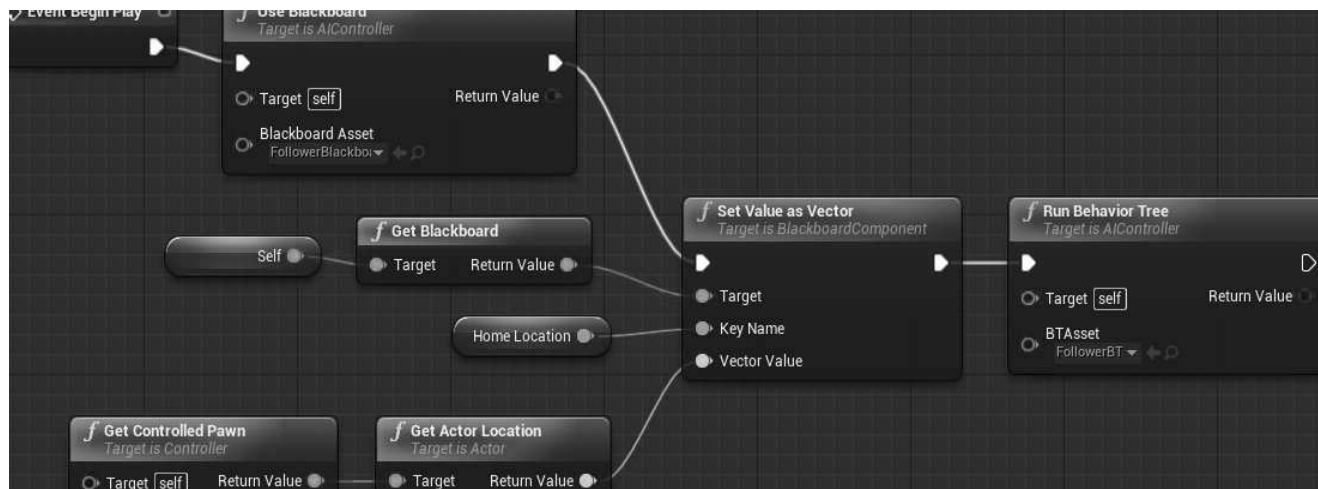 Event Begin Play
f Use Blackboard
Target is AIController
Target self
Return Value
Blackboard Asset
FollowerBlackboa
Self
f Get Blackboard
Target
Return Value
Home Location
f Set Value as Vector
Target is BlackboardComponent
Target
Key Name
Vector Value
f Run Behavior Tree
Target is AIController
Target self
Return Value
BTAsset
FollowerBT
f Get Controlled Pawn
Target is Controller
Target self
Return Value
f Get Actor Location
Target is Actor
Target
Return Value